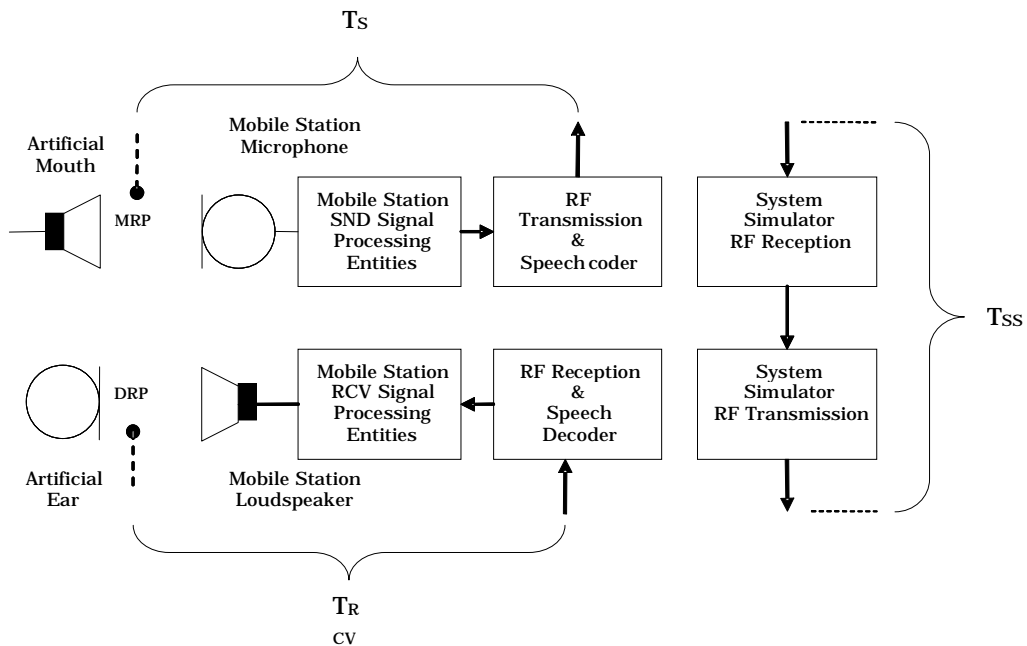 Ts
Artificial
Mouth
Mobile Station
Microphone
MRP
Mobile Station
SND Signal
Processing
Entities
RF
Transmission
&
Speech coder
System
Simulator
RF Reception
Tss
DRP
Mobile Station
RCV Signal
Processing
Entities
RF Reception
&
Speech
Decoder
System
Simulator
RF Transmission
Artificial
Ear
Mobile Station
Loudspeaker
TR
CV